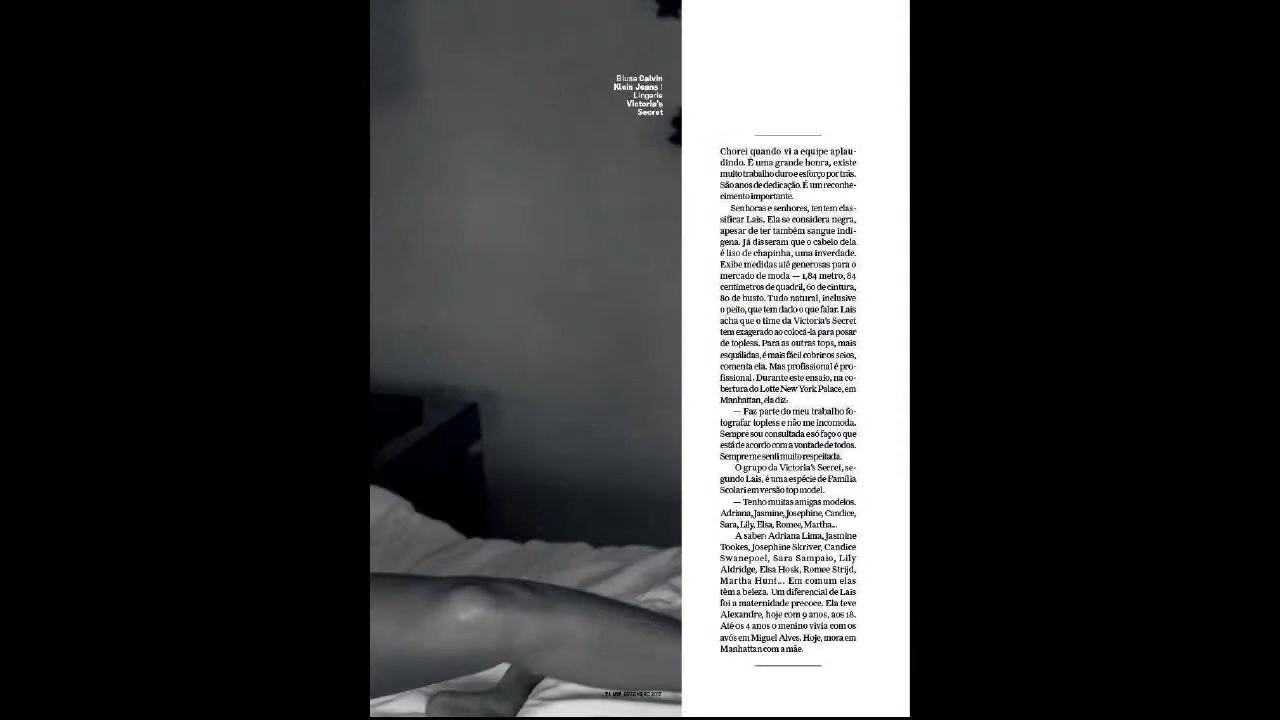 Blusa Calvin
Klein Jeans |
Lingerie
Victoria's
Secret
Chorei quando vi a equipe aplau-
dindo. É uma grande honra, existe
muito trabalho duro e esforço por trás.
São anos de dedicação. É um reconhe-
cimento importante.
Senhoras e senhores, tentem clas-
sificar Lais. Ela se considera negra,
apesar de ter também sangue indí-
gena. Já disseram que o cabelo dela
é liso de chapinha, uma inverdade.
Exibe medidas até generosas para o
mercado de moda — 1,84 metro, 84
centímetros de quadril, 60 de cintura,
80 de busto. Tudo natural, inclusive
o peito, que tem dado o que falar. Lais
acha que o time da Victoria's Secret
tem exagerado ao colocá-la para posar
de topless. Para as outras tops, mais
esquálidas, é mais fácil cobrir os seios,
comenta ela. Mas profissional é pro-
fissional. Durante este ensaio, na co-
bertura do Lotte New York Palace, em
Manhattan, ela diz:
— Faz parte do meu trabalho fo-
tografar topless e não me incomoda.
Sempre sou consultada e só faço o que
está de acordo com a vontade de todos.
Sempre me senti muito respeitada.
O grupo da Victoria's Secret, se-
gundo Lais, é uma espécie de Família
Scolari em versão top model.
— Tenho muitas amigas modelos.
Adriana, Jasmine, Josephine, Candice,
Sara, Lily, Elsa, Romee, Martha...
A saber: Adriana Lima, Jasmine
Tookes, Josephine Skriver, Candice
Swanepoel, Sara Sampaio, Lily
Aldridge, Elsa Hosk, Romee Strijd,
Martha Hunt... Em comum elas
têm a beleza. Um diferencial de Lais
foi a maternidade precoce. Ela teve
Alexandre, hoje com 9 anos, aos 18.
Até os 4 anos o menino vivia com os
avós em Miguel Alves. Hoje, mora em
Manhattan com a mãe.
DEZEMBRO 2017